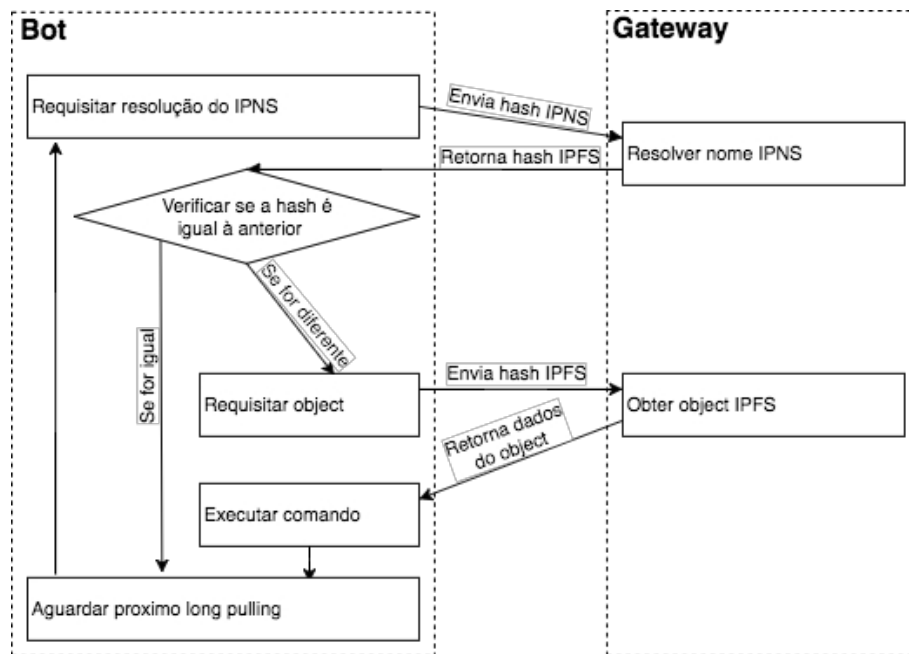 Bot
Gateway
Requisitar resolução do IPNS
Envia hash IPNS
Resolver nome IPNS
Retorna hash IPFS
Verificar se a hash é
igual à anterior
Se for diferente
Se for igual
Requisitar object
Envia hash IPFS
Obter object IPFS
Retorna dados
do object
Executar comando
Aguardar proximo long pulling